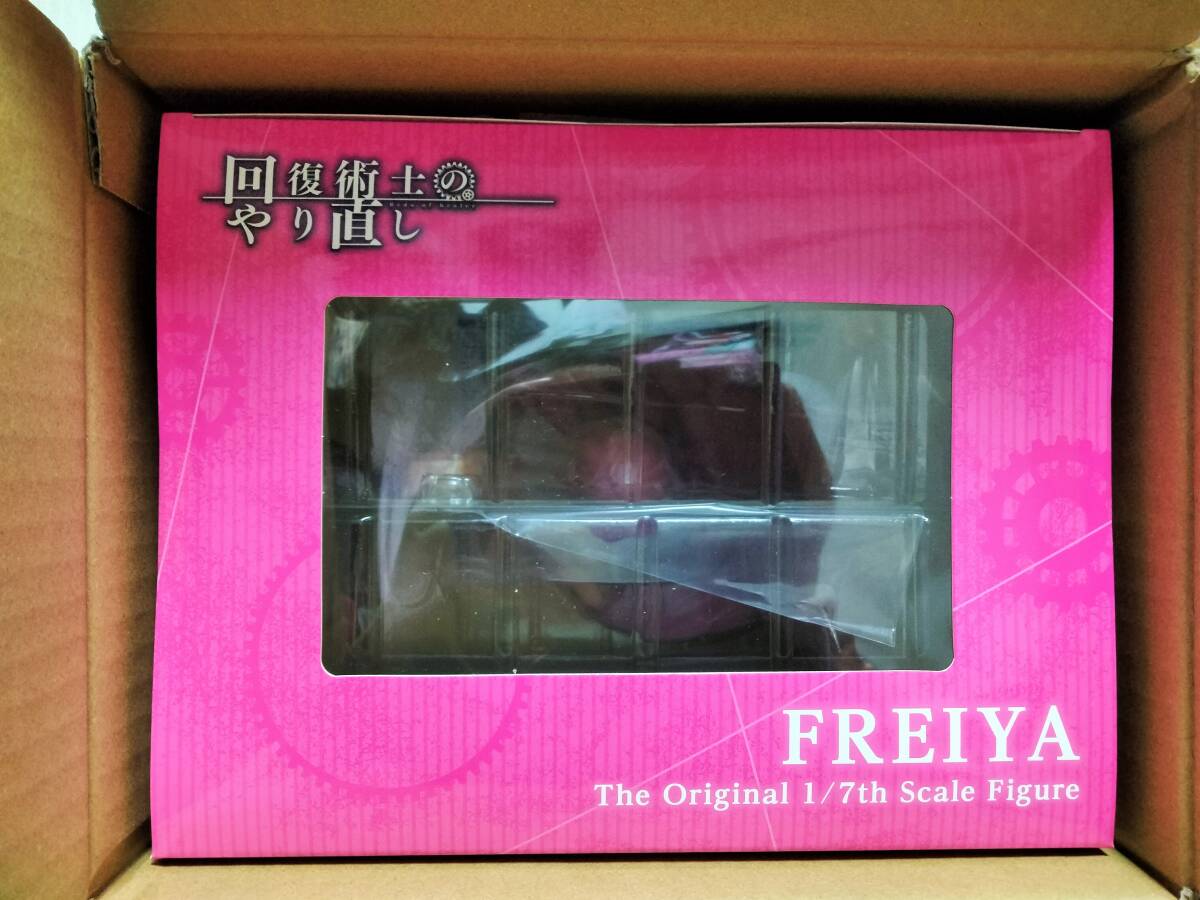 回復術士の
Redo of Healer
やり直し
FREIYA
The Original 1/7th Scale Figure